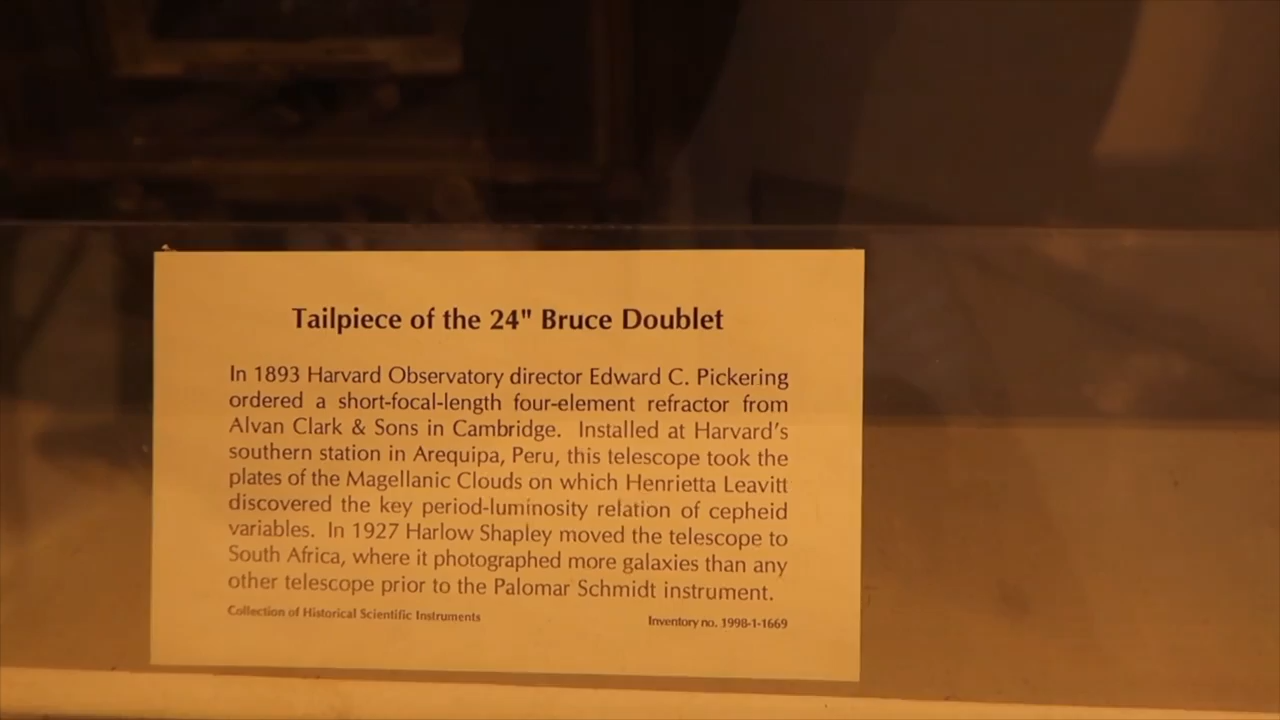 Tailpiece of the 24" Bruce Doublet
In 1893 Harvard Observatory director Edward C. Pickering
ordered a short-focal-length four-element refractor from
Alvan Clark & Sons in Cambridge. Installed at Harvard's
southern station in Arequipa, Peru, this telescope took the
plates of the Magellanic Clouds on which Henrietta Leavitt
discovered the key period-luminosity relation of cepheid
variables. In 1927 Harlow Shapley moved the telescope to
South Africa, where it photographed more galaxies than any
other telescope prior to the Palomar Schmidt instrument.
Collection of Historical Scientific Instruments Inventory no. 1998-1-1669